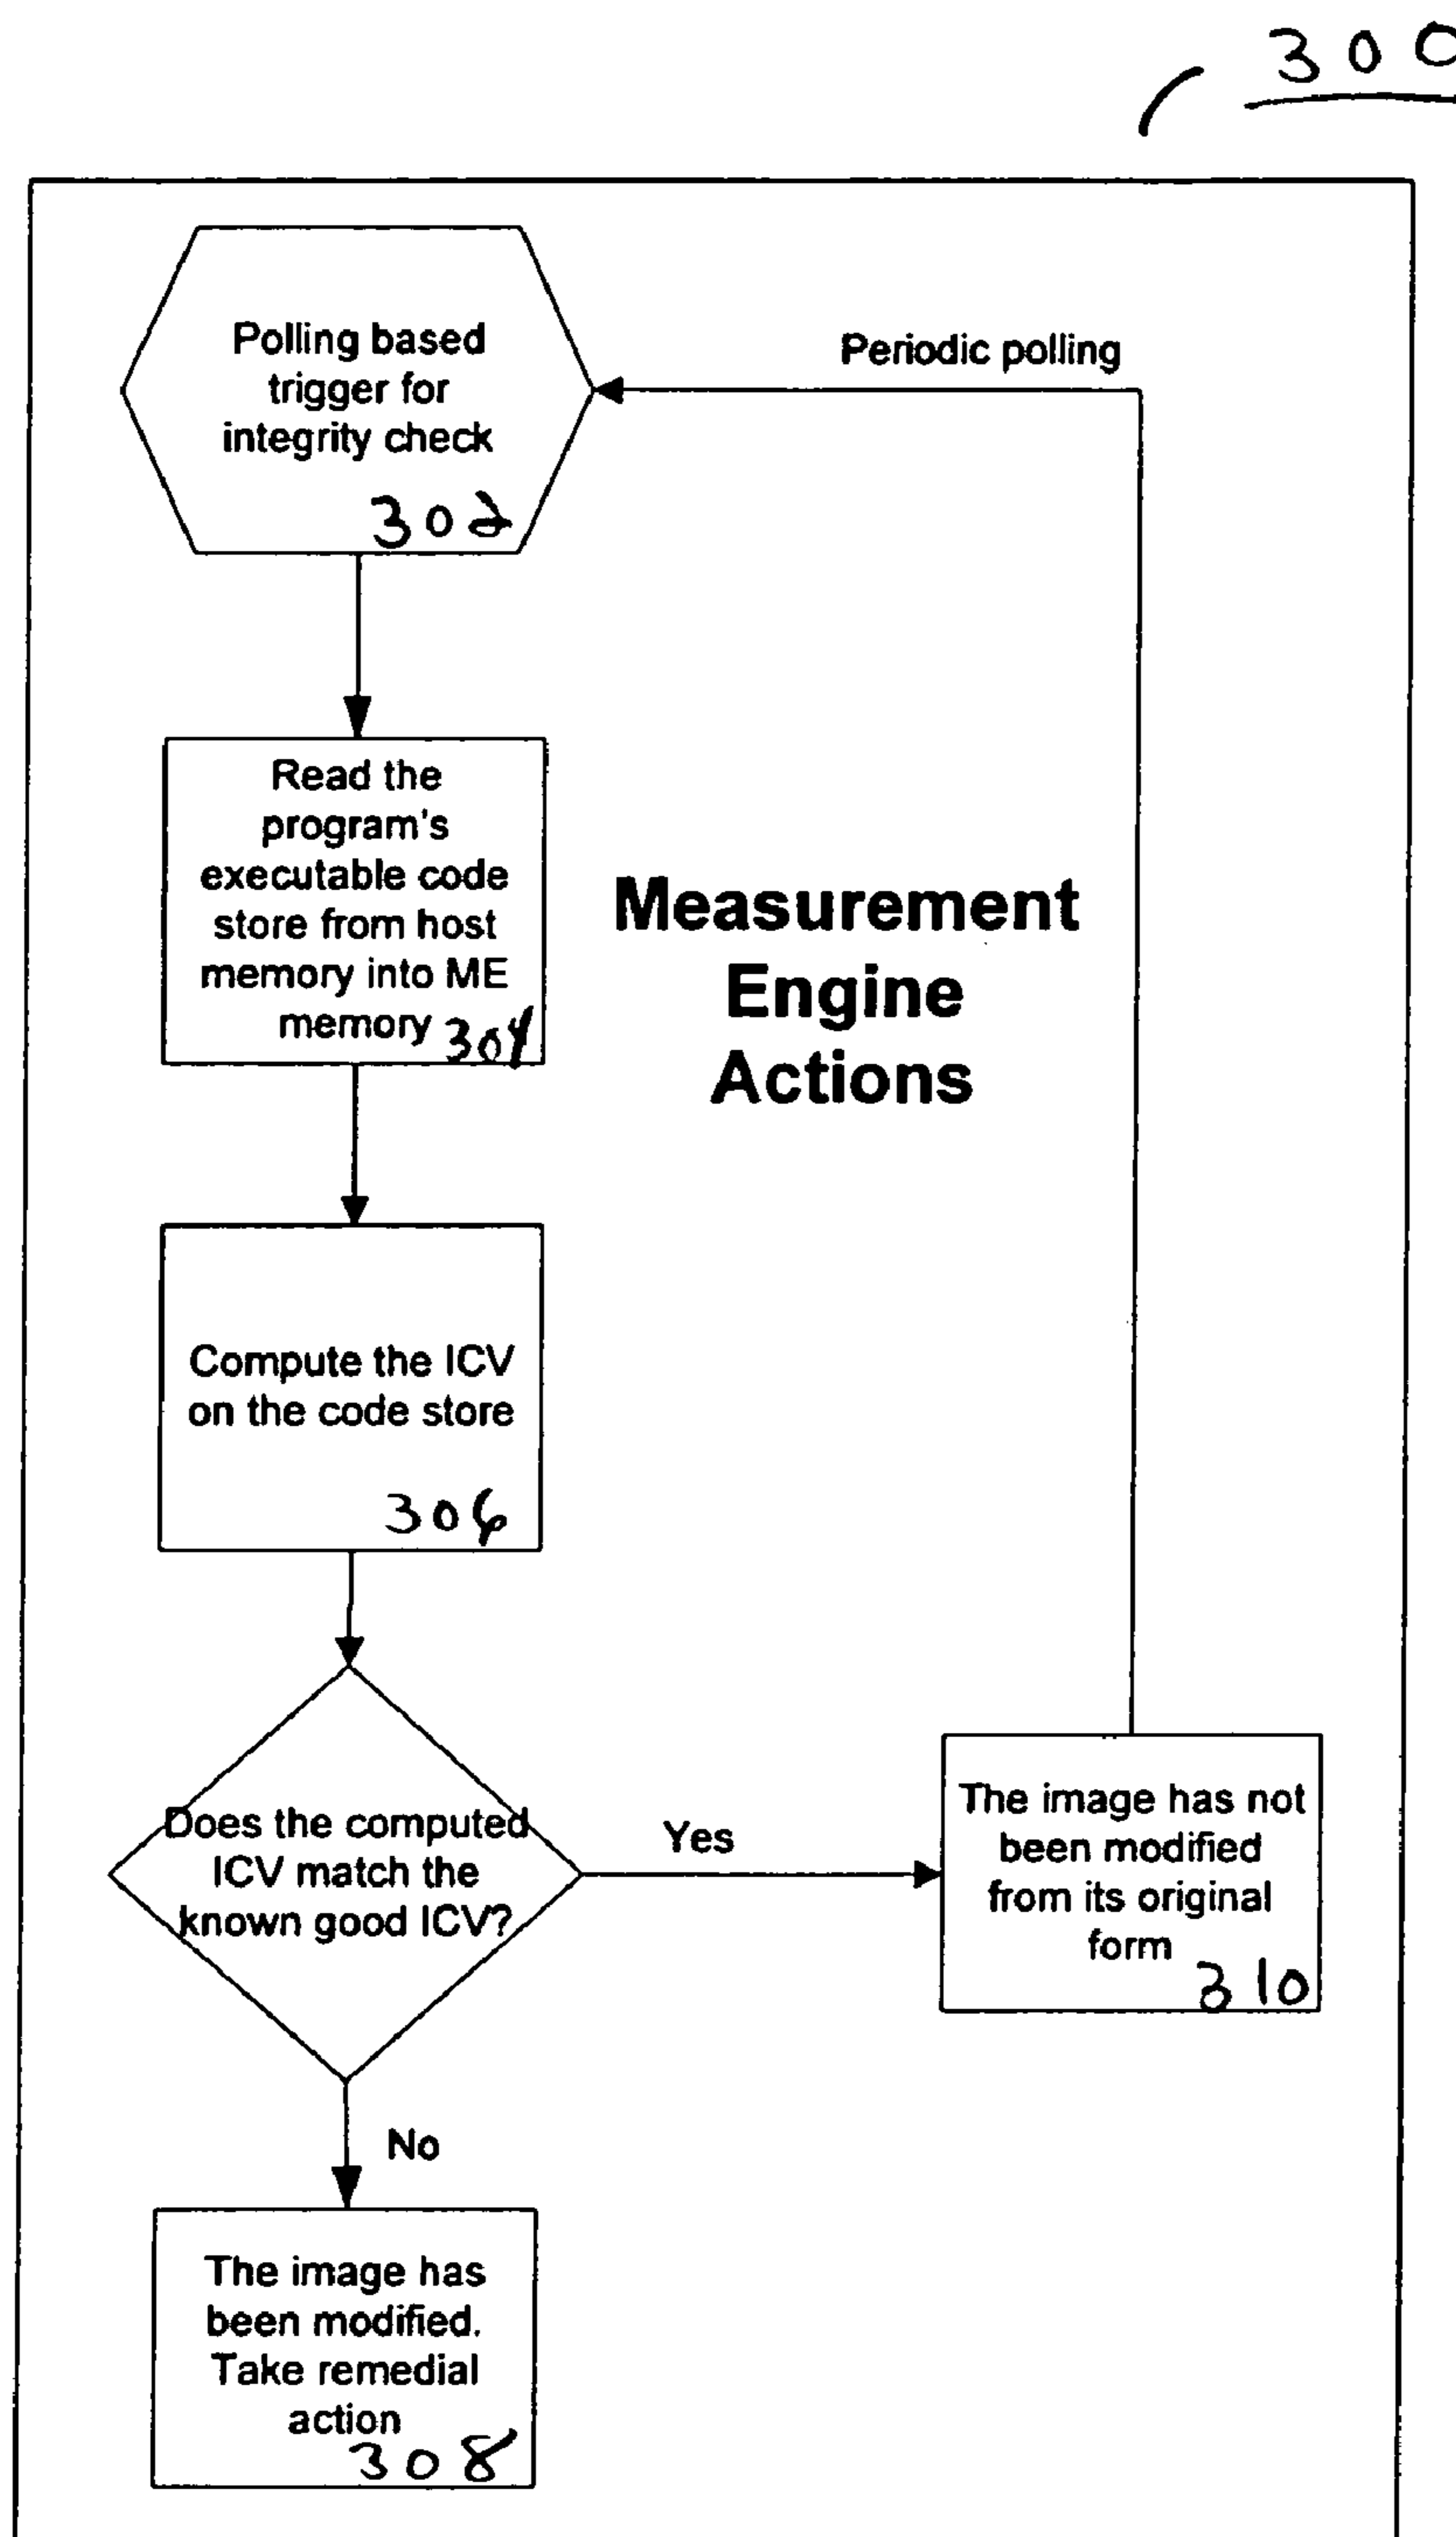 300
Polling based
trigger for
integrity check
302
Periodic polling
Read the
program's
executable code
store from host
memory into ME
memory 304
Measurement
Engine
Actions
Compute the ICV
on the code store
306
Does the computed
ICV match the
known good ICV?
Yes
The image has not
been modified
from its original
form
310
No
The image has
been modified.
Take remedial
action
308